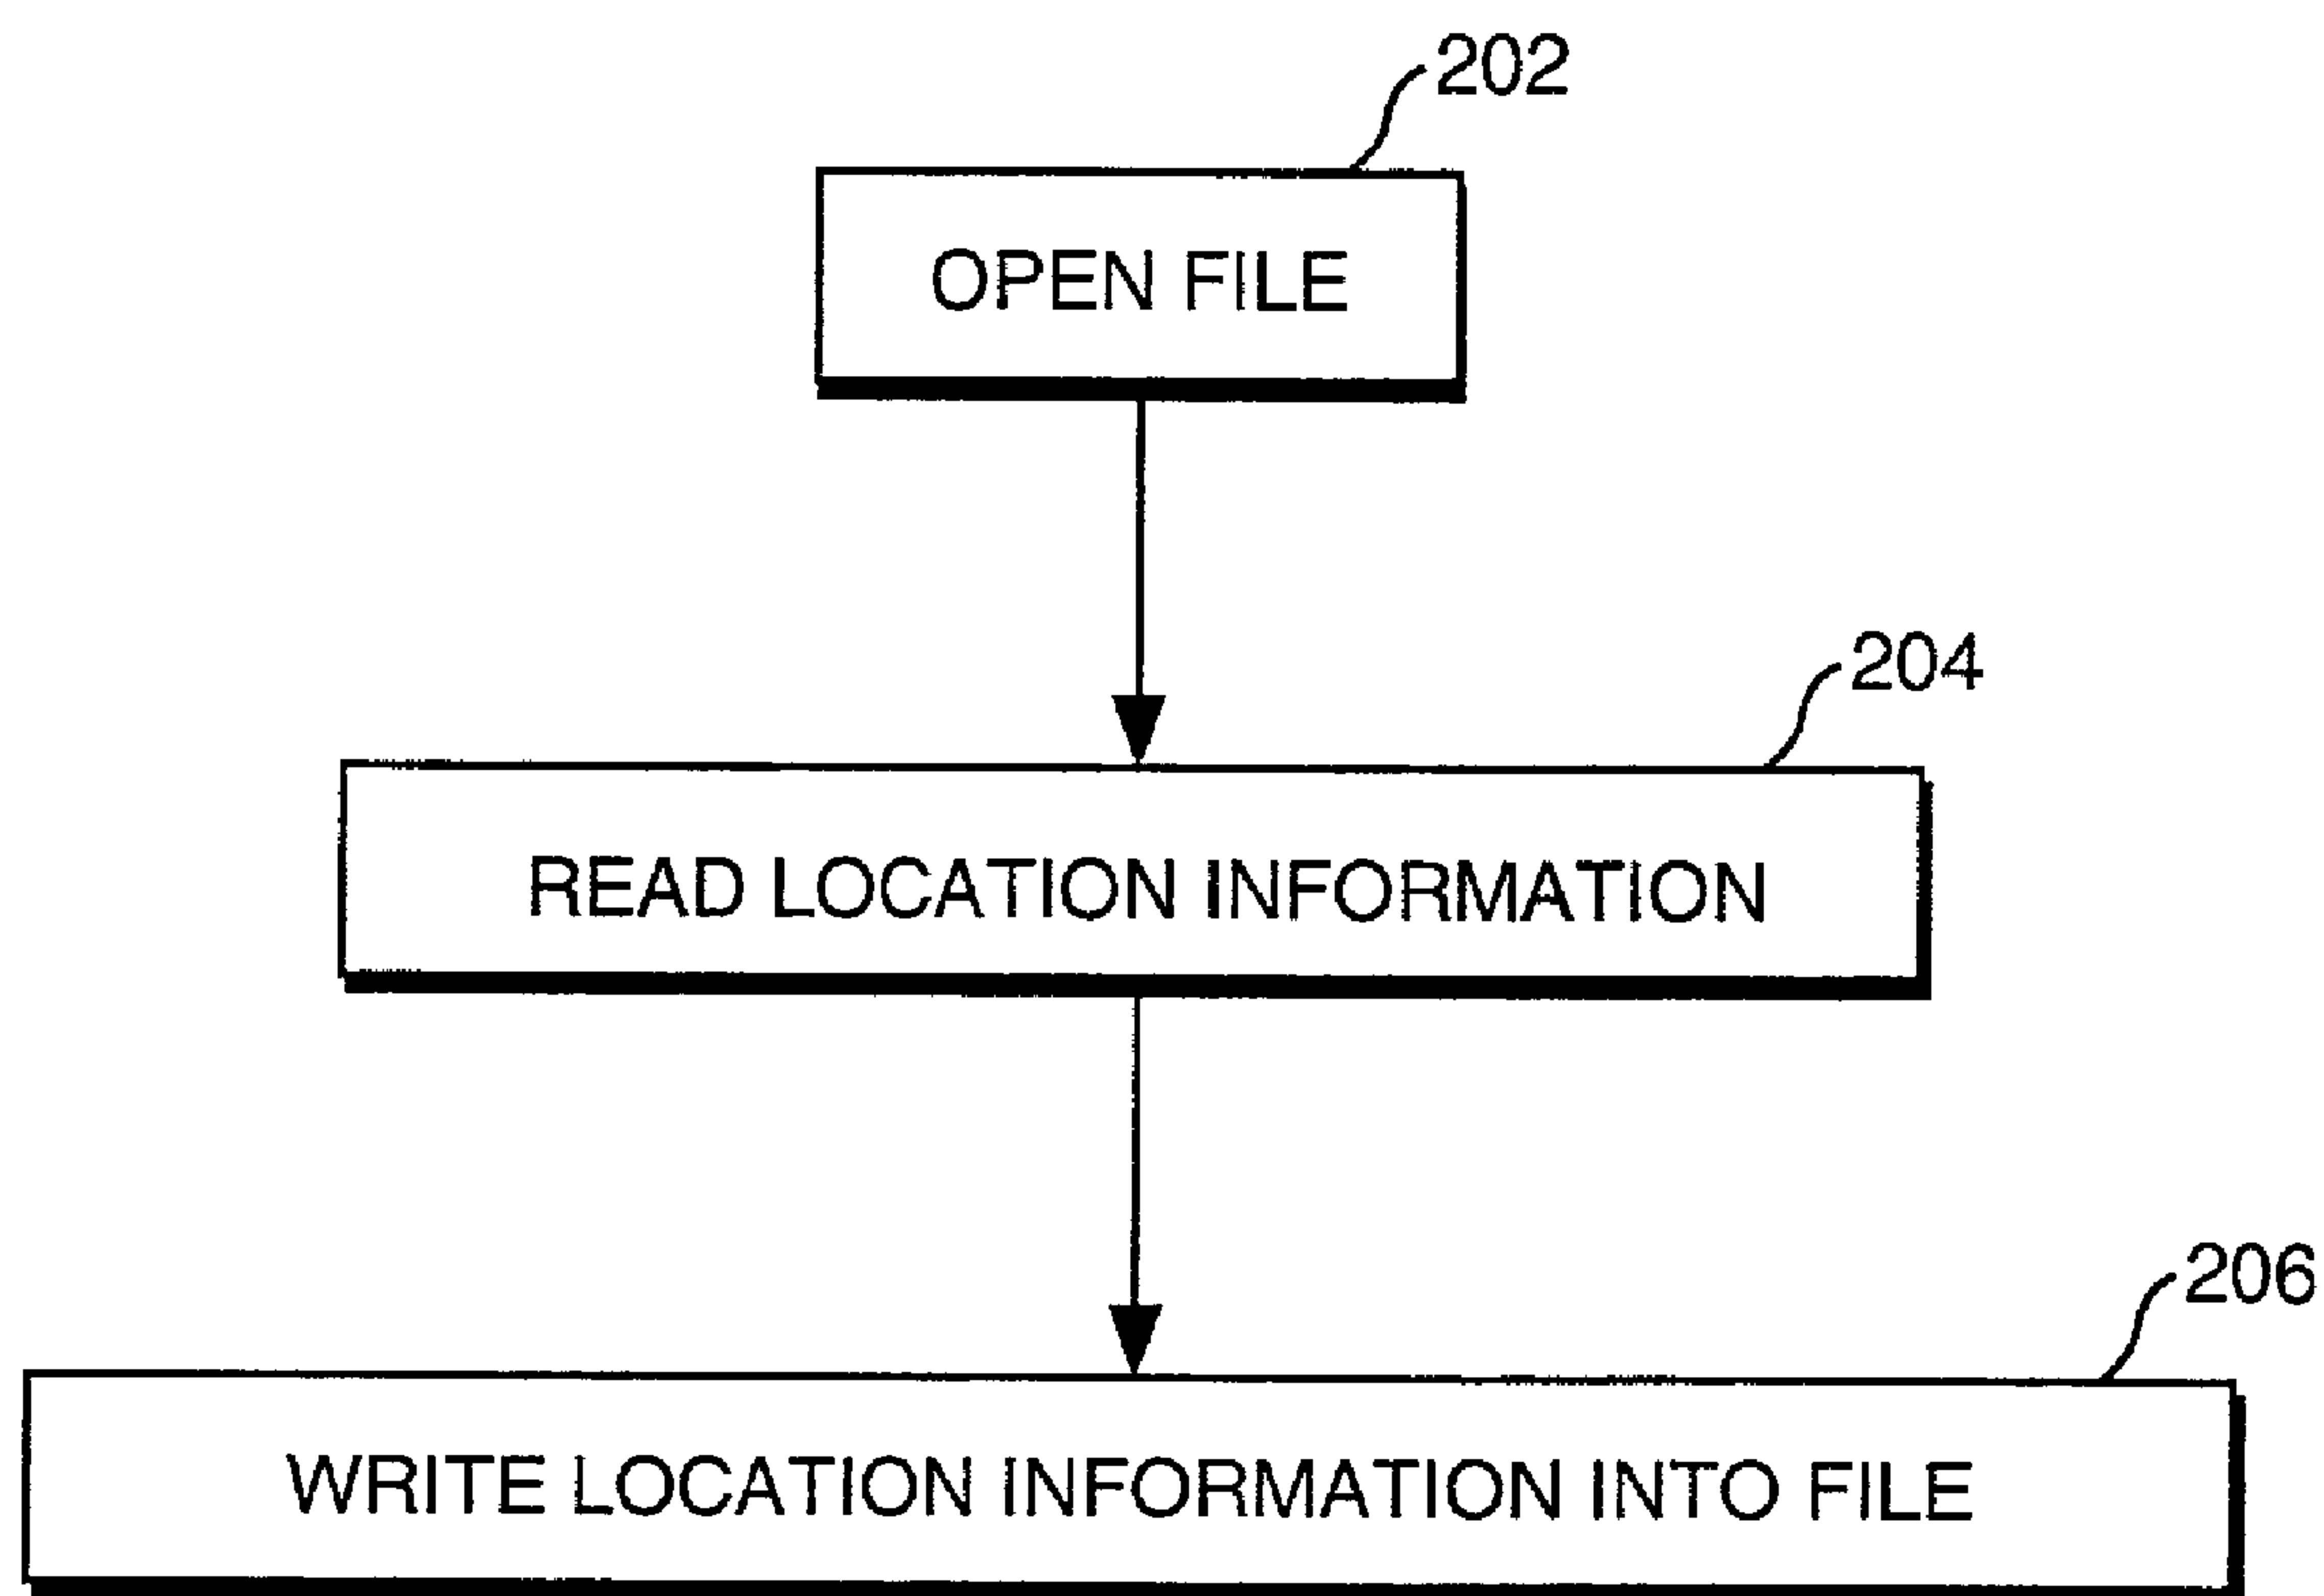 202
OPEN FILE
204
READ LOCATION INFORMATION
206
WRITE LOCATION INFORMATION INTO FILE